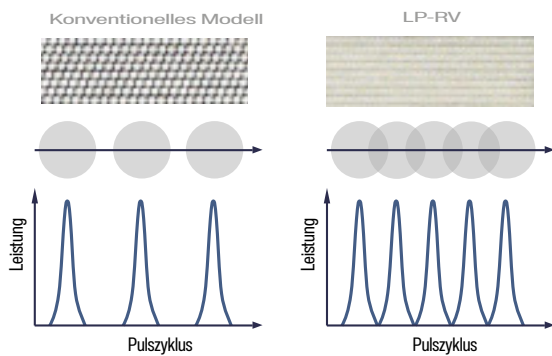 Konventionelles Modell
LP-RV
Leistung
Leistung
Pulszyklus
Pulszyklus